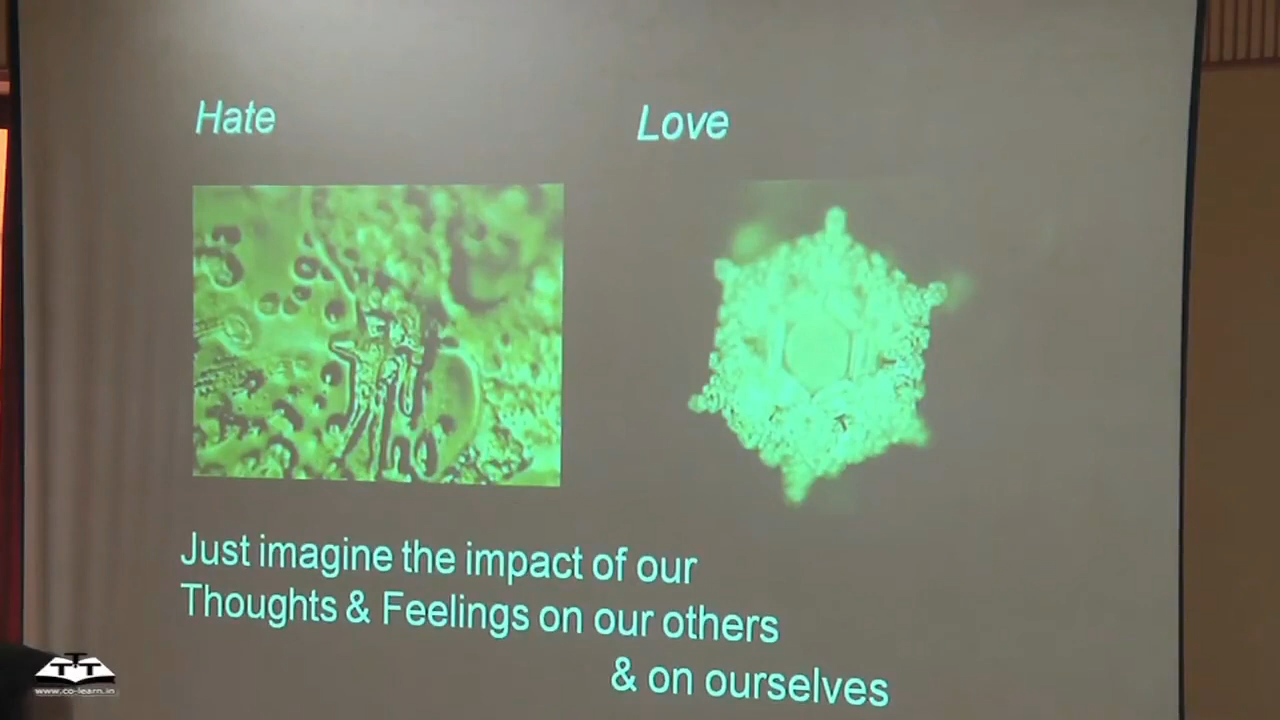 Hate
Love
Just imagine the impact of our
Thoughts & Feelings on our others
& on ourselves
TTT
www.co-learn.in